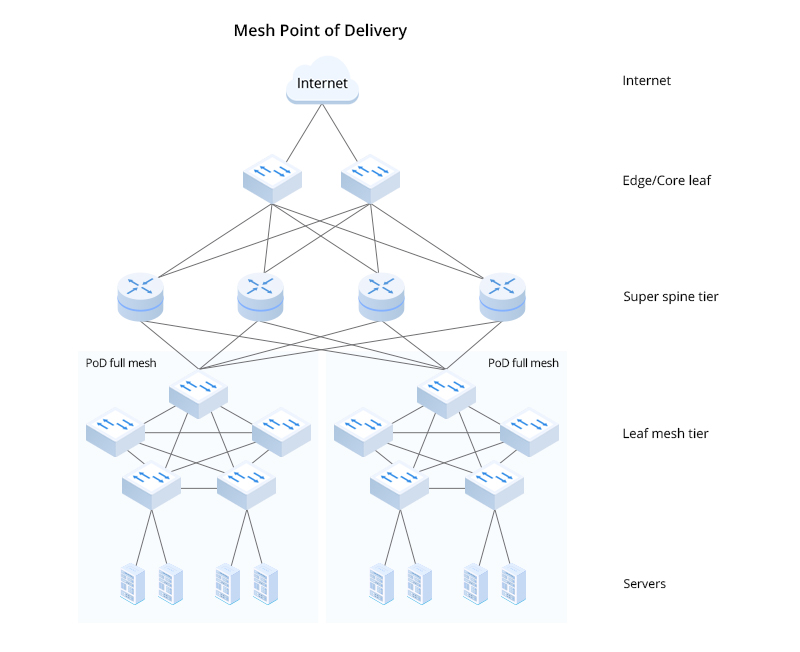 Mesh Point of Delivery
Internet
Internet
Edge/Core leaf
Super spine tier
PoD full mesh
PoD full mesh
Leaf mesh tier
Servers